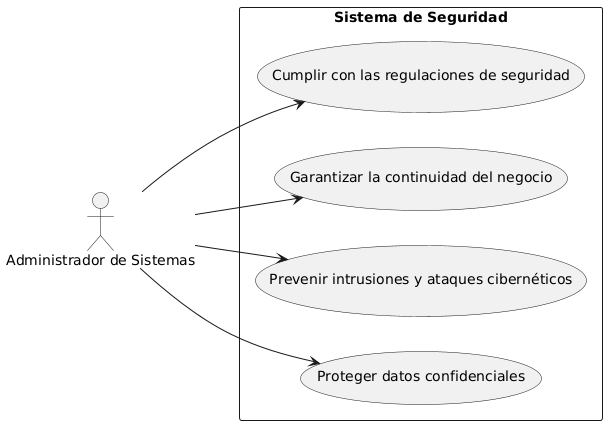 Sistema de Seguridad
Cumplir con las regulaciones de seguridad
Garantizar la continuidad del negocio
Administrador de Sistemas
Prevenir intrusiones y ataques cibernéticos
Proteger datos confidenciales